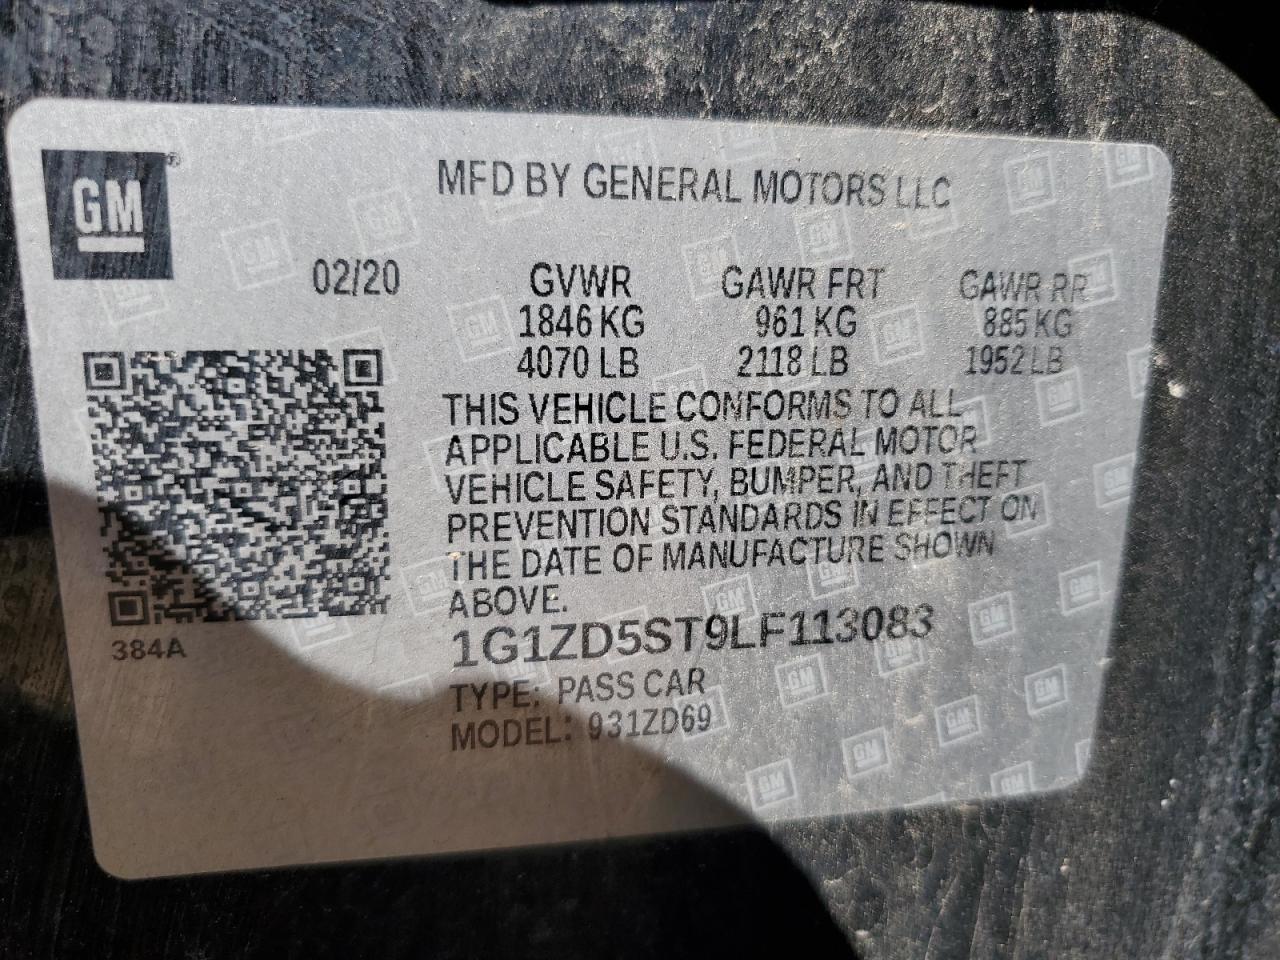 GM®
MFD BY GENERAL MOTORS LLC
02/20
GVWR GAWR FRT GAWR RR
1846 KG 961 KG 885 KG
4070 LB 2118 LB 1952 LB
THIS VEHICLE CONFORMS TO ALL
APPLICABLE U.S. FEDERAL MOTOR
VEHICLE SAFETY, BUMPER, AND THEFT
PREVENTION STANDARDS IN EFFECT ON
THE DATE OF MANUFACTURE SHOWN
ABOVE.
384A
1G1ZD5ST9LF113083
TYPE: PASS CAR
MODEL: 931ZD69